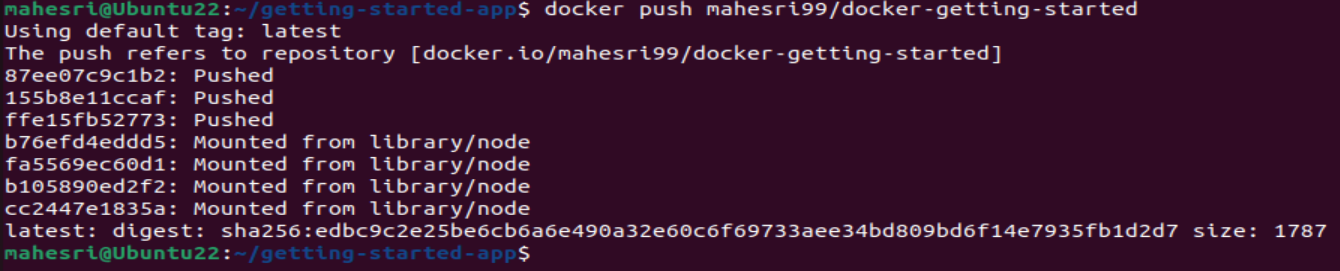 mahesri@Ubuntu22:~/getting-started-app$ docker push mahesri99/docker-getting-started
Using default tag: latest
The push refers to repository [docker.io/mahesri99/docker-getting-started]
87ee07c9c1b2: Pushed
155b8e11ccaf: Pushed
ffe15fb52773: Pushed
b76efd4eddd5: Mounted from library/node
fa5569ec60d1: Mounted from library/node
b105890ed2f2: Mounted from library/node
cc2447e1835a: Mounted from library/node
latest: digest: sha256:edbc9c2e25be6cb6a6e490a32e60c6f69733aee34bd809bd6f14e7935fb1d2d7 size: 1787
mahesri@Ubuntu22:~/getting-started-app$